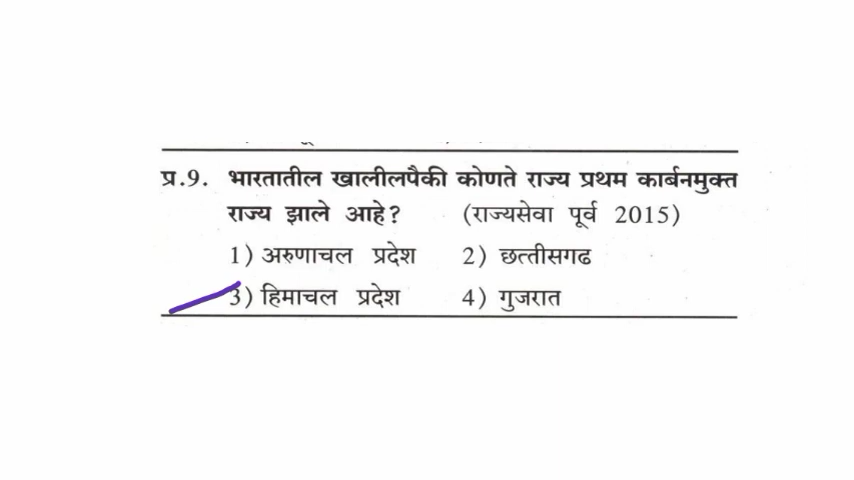 प्र.9. भारतातील खालीलपैकी कोणते राज्य प्रथम कार्बनमुक्त
राज्य झाले आहे? (राज्यसेवा पूर्व 2015)
1) अरुणाचल प्रदेश 2) छत्तीसगढ
3) हिमाचल प्रदेश 4) गुजरात